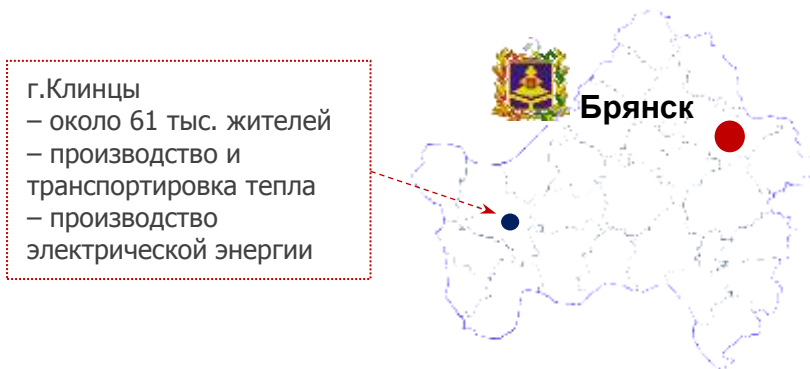 г.Клинцы
– около 61 тыс. жителей
– производство и
транспортировка тепла
– производство
электрической энергии
Брянск